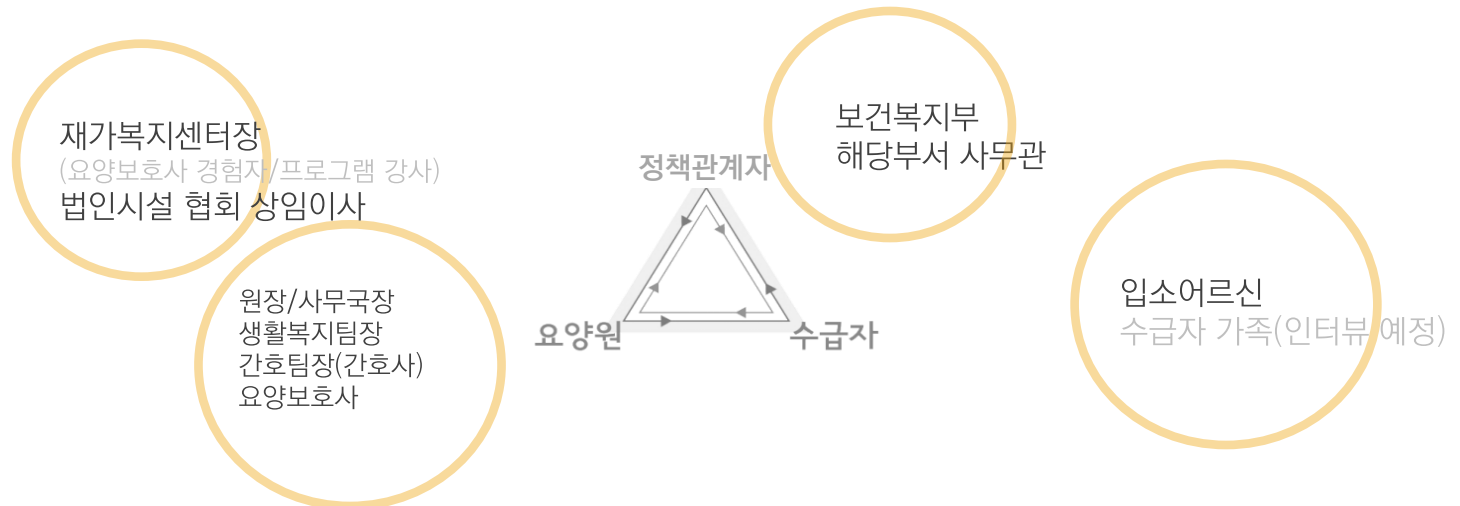 재가복지센터장
(요양보호사 경험자/프로그램 강사)
법인시설 협회 상임이사
원장/사무국장
생활복지팀장
간호팀장(간호사)
요양보호사
정책관계자
요양원
수급자
보건복지부
해당부서 사무관
입소어르신
수급자 가족(인터뷰 예정)